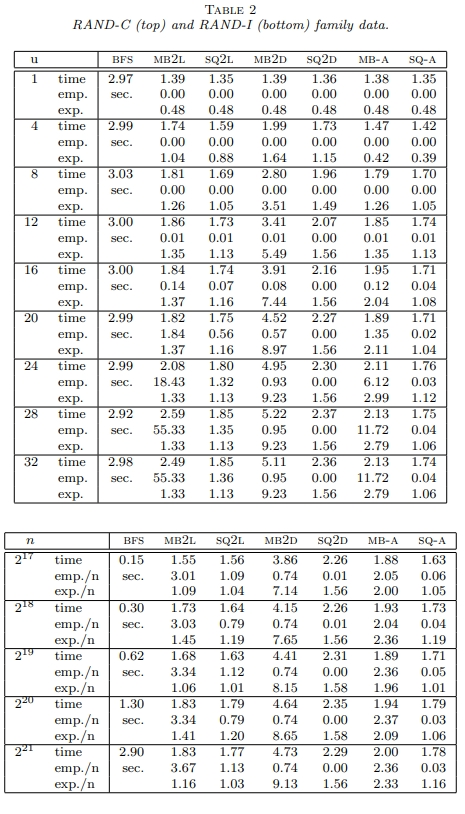 TABLE 2
RAND-C (top) and RAND-I (bottom) family data.
u BFS MB2L SQ2L MB2D SQ2D MB-A SQ-A
1 time 2.97 1.39 1.35 1.39 1.36 1.38 1.35
emp. sec. 0.00 0.00 0.00 0.00 0.00 0.00
exp. 0.48 0.48 0.48 0.48 0.48 0.48
4 time 2.99 1.74 1.59 1.99 1.73 1.47 1.42
emp. sec. 0.00 0.00 0.00 0.00 0.00 0.00
exp. 1.04 0.88 1.64 1.15 0.42 0.39
8 time 3.03 1.81 1.69 2.80 1.96 1.79 1.70
emp. sec. 0.00 0.00 0.00 0.00 0.00 0.00
exp. 1.26 1.05 3.51 1.49 1.26 1.05
12 time 3.00 1.86 1.73 3.41 2.07 1.85 1.74
emp. sec. 0.01 0.01 0.01 0.00 0.01 0.01
exp. 1.35 1.13 5.49 1.56 1.35 1.13
16 time 3.00 1.84 1.74 3.91 2.16 1.95 1.71
emp. sec. 0.14 0.07 0.08 0.00 0.12 0.04
exp. 1.37 1.16 7.44 1.56 2.04 1.08
20 time 2.99 1.82 1.75 4.52 2.27 1.89 1.71
emp. sec. 1.84 0.56 0.57 0.00 1.35 0.02
exp. 1.37 1.16 8.97 1.56 2.11 1.04
24 time 2.99 2.08 1.80 4.95 2.30 2.11 1.76
emp. sec. 18.43 1.32 0.93 0.00 6.12 0.03
exp. 1.33 1.13 9.23 1.56 2.99 1.12
28 time 2.92 2.59 1.85 5.22 2.37 2.13 1.75
emp. sec. 55.33 1.35 0.95 0.00 11.72 0.04
exp. 1.33 1.13 9.23 1.56 2.79 1.06
32 time 2.98 2.49 1.85 5.11 2.36 2.13 1.74
emp. sec. 55.33 1.36 0.95 0.00 11.72 0.04
exp. 1.33 1.13 9.23 1.56 2.79 1.06
n BFS MB2L SQ2L MB2D SQ2D MB-A SQ-A
2^17 time 0.15 1.55 1.56 3.86 2.26 1.88 1.63
emp./n sec. 3.01 1.09 0.74 0.01 2.05 0.06
exp./n 1.09 1.04 7.14 1.56 2.00 1.05
2^18 time 0.30 1.73 1.64 4.15 2.26 1.93 1.73
emp./n sec. 3.03 0.79 0.74 0.01 2.04 0.04
exp./n 1.45 1.19 7.65 1.56 2.36 1.19
2^19 time 0.62 1.68 1.63 4.41 2.31 1.89 1.71
emp./n sec. 3.34 1.12 0.74 0.00 2.36 0.05
exp./n 1.06 1.01 8.15 1.58 1.96 1.01
2^20 time 1.30 1.83 1.79 4.64 2.35 1.94 1.79
emp./n sec. 3.34 0.79 0.74 0.00 2.37 0.03
exp./n 1.41 1.20 8.65 1.58 2.09 1.06
2^21 time 2.90 1.83 1.77 4.73 2.29 2.00 1.78
emp./n sec. 3.67 1.13 0.74 0.00 2.36 0.03
exp./n 1.16 1.03 9.13 1.56 2.33 1.16